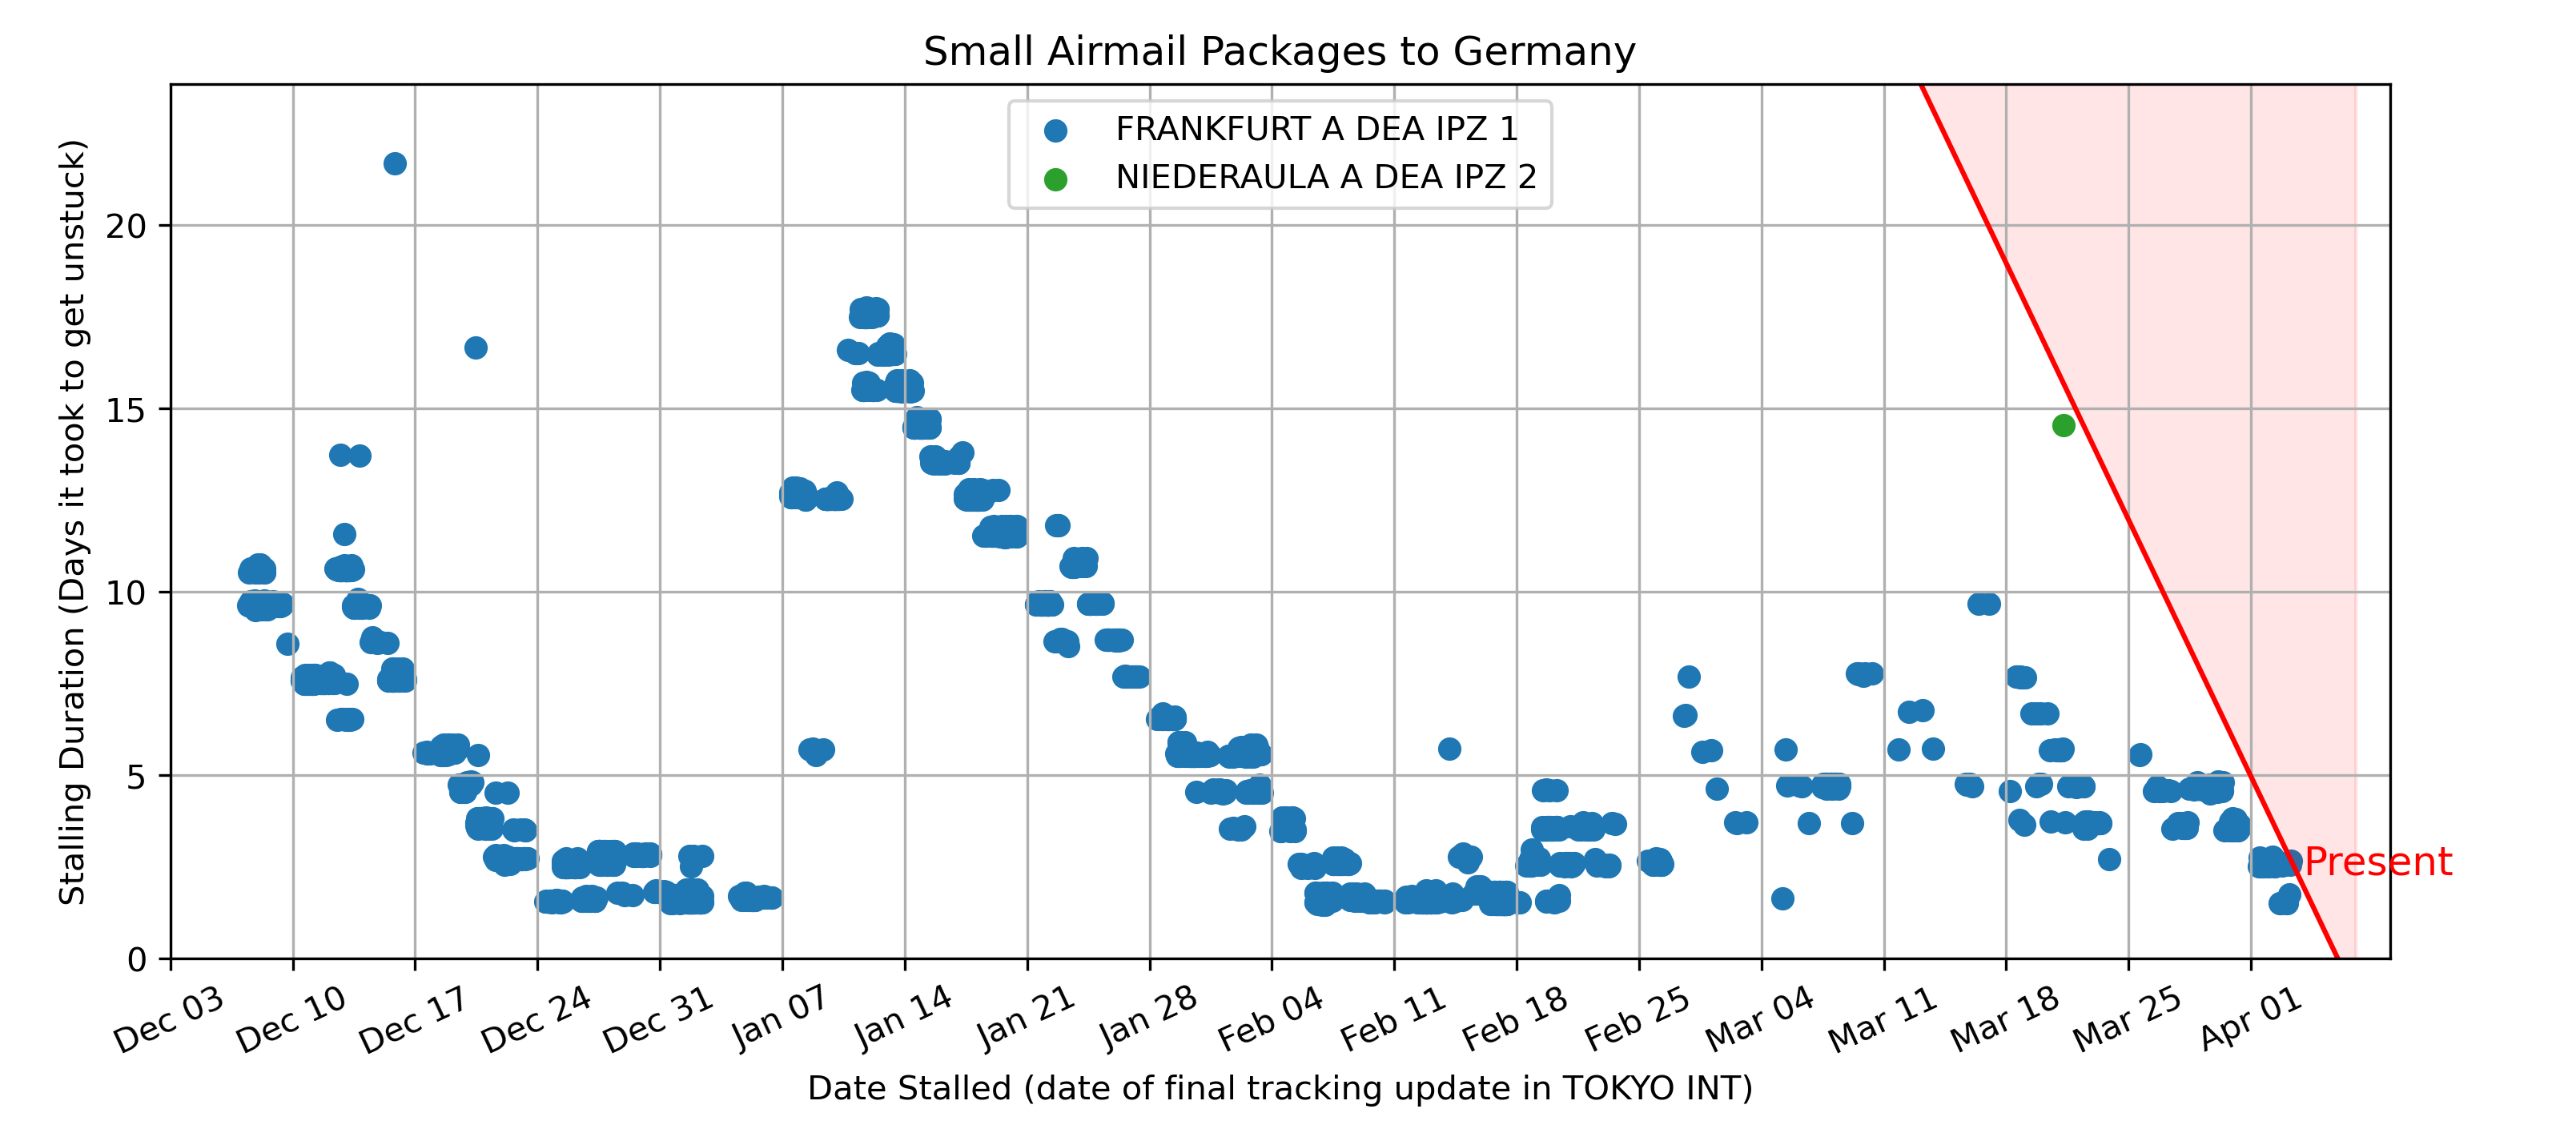 Small Airmail Packages to Germany
FRANKFURT A DEA IPZ 1
NIEDERAULA A DEA IPZ 2
Stalling Duration (Days it took to get unstuck)
20
15
10
5
0
Present
Dec 03
Dec 10
Dec 17
Dec 24
Dec 31
Jan 07
Jan 14
Jan 21
Jan 28
Feb 04
Feb 11
Feb 18
Feb 25
Mar 04
Mar 11
Mar 18
Mar 25
Apr 01
Date Stalled (date of final tracking update in TOKYO INT)